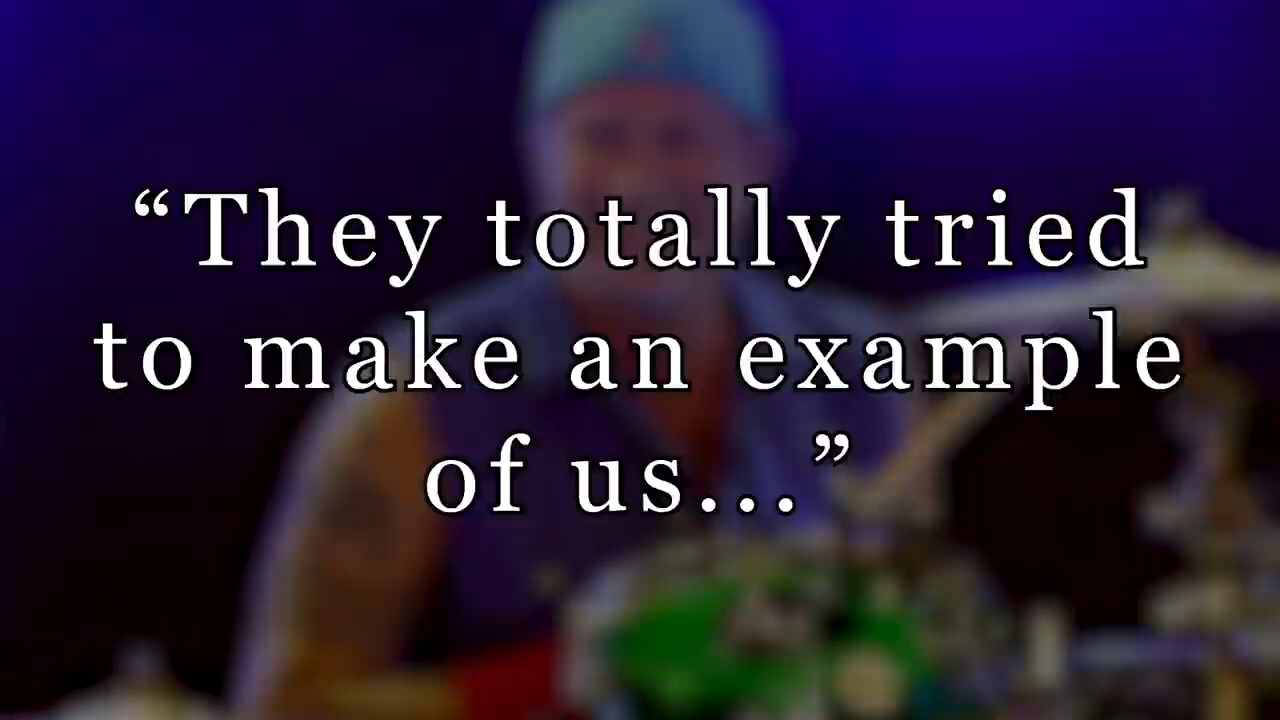 “They totally tried
to make an example
of us...”